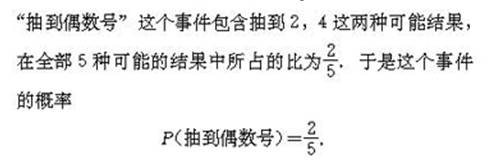 “抽到偶数号”这个事件包含抽到2，4这两种可能结果，
在全部5种可能的结果中所占的比为2/5．于是这个事件
的概率
P(抽到偶数号)=2/5.